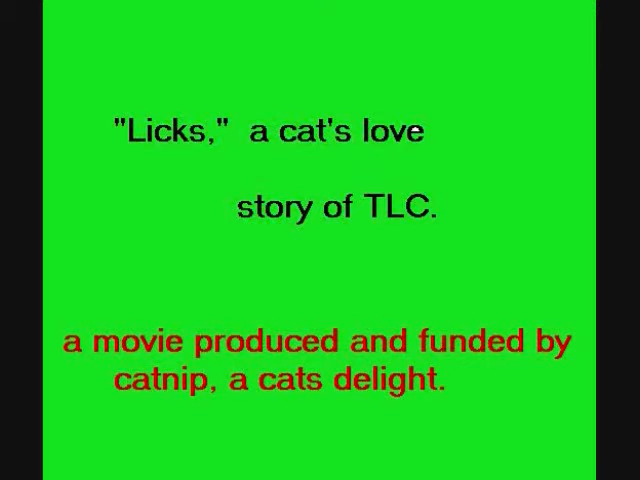 "Licks,"  a cat's love
story of TLC.
a movie produced and funded by
catnip, a cats delight.